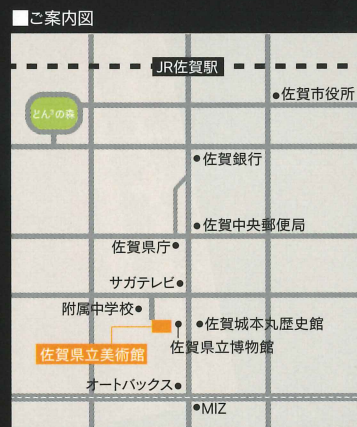 ■ご案内図
JR佐賀駅
佐賀市役所
どん³の森
佐賀銀行
佐賀中央郵便局
佐賀県庁
サガテレビ
附属中学校
佐賀城本丸歴史館
佐賀県立博物館
佐賀県立美術館
オートバックス
MIZ